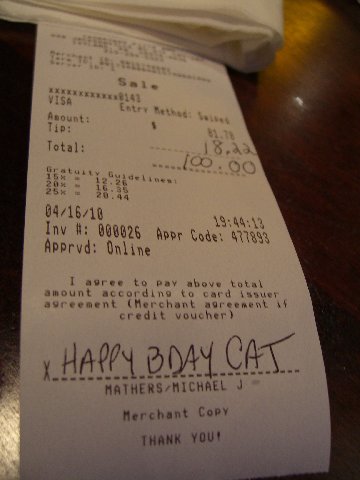 Sale
xxxxxxxxxxxx0143
VISA Entry Method: Swiped
Amount: $ 81.78
Tip: 18.22
Total: 100.00
Gratuity Guidelines:
15% = 12.26
20% = 16.35
25% = 20.44
04/16/10 19:44:13
Inv #: 000026 Appr Code: 477893
Apprvd: Online
I agree to pay above total
amount according to card issuer
agreement (Merchant agreement if
credit voucher)
X HAPPY BDAY CAT
MATHERS/MICHAEL J
Merchant Copy
THANK YOU!